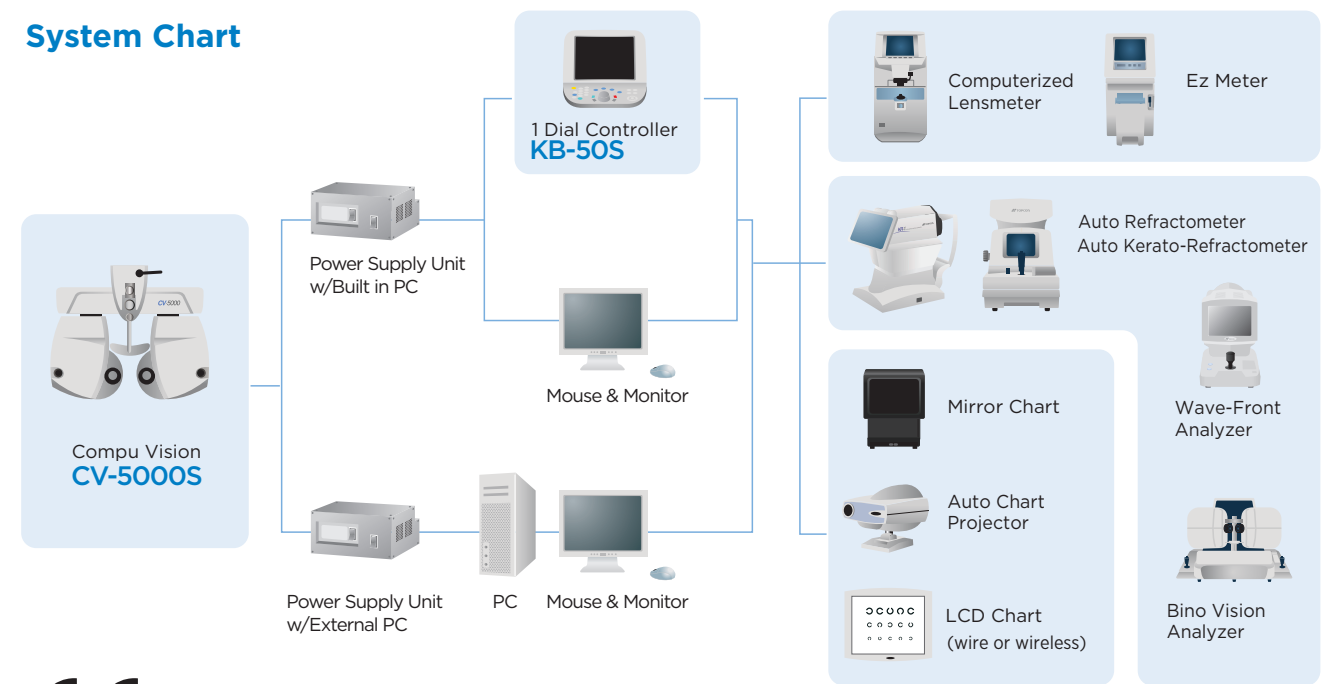 System Chart
1 Dial Controller
KB-50S
Computerized
Lensmeter
Ez Meter
Power Supply Unit
w/Built in PC
Auto Refractometer
Auto Kerato-Refractometer
CV-5000
Mouse & Monitor
Mirror Chart
Wave-Front
Analyzer
Compu Vision
CV-5000S
Auto Chart
Projector
Power Supply Unit
w/External PC
PC
Mouse & Monitor
LCD Chart
(wire or wireless)
Bino Vision
Analyzer